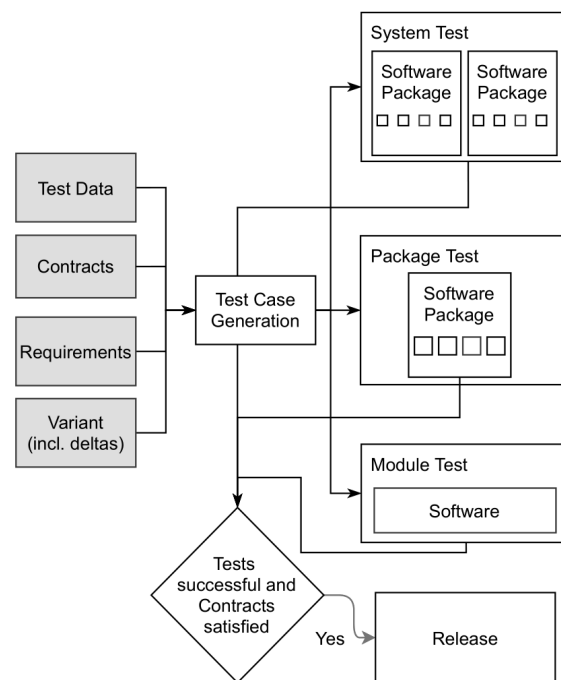 System Test
Software
Package
Software
Package
Test Data
Contracts
Requirements
Variant
(incl. deltas)
Test Case
Generation
Package Test
Software
Package
Module Test
Software
Tests
successful and
Contracts
satisfied
Yes
Release